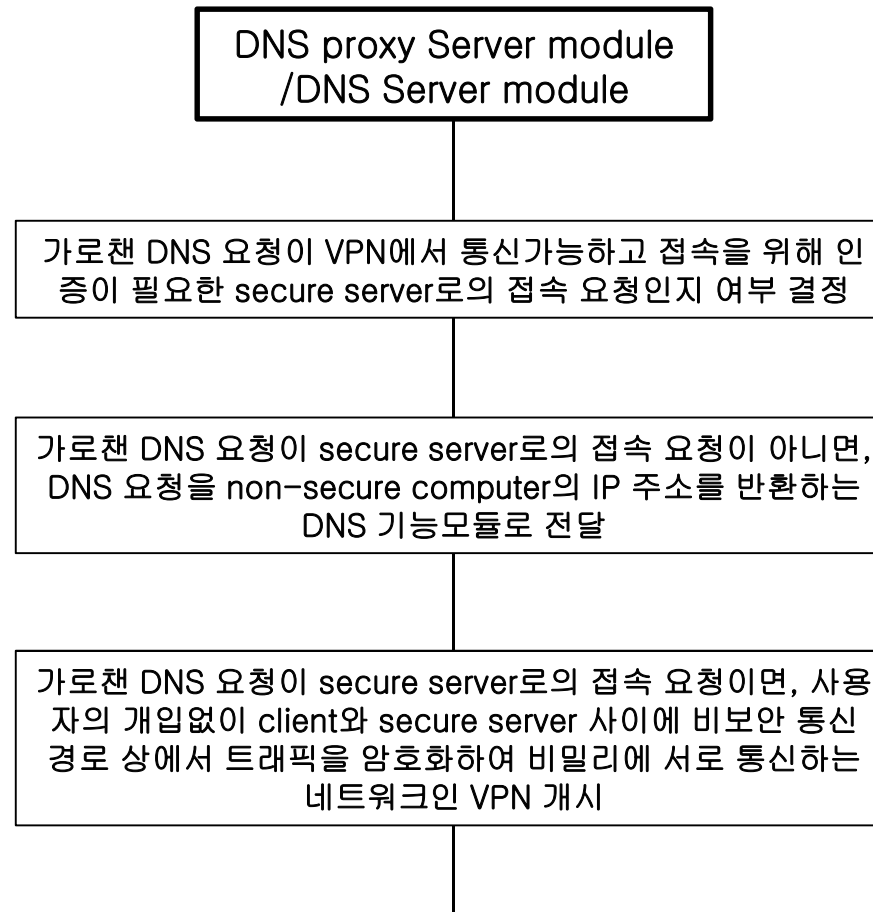 DNS proxy Server module
/DNS Server module
가로챈 DNS 요청이 VPN에서 통신가능하고 접속을 위해 인
증이 필요한 secure server로의 접속 요청인지 여부 결정
가로챈 DNS 요청이 secure server로의 접속 요청이 아니면,
DNS 요청을 non-secure computer의 IP 주소를 반환하는
DNS 기능모듈로 전달
가로챈 DNS 요청이 secure server로의 접속 요청이면, 사용
자의 개입없이 client와 secure server 사이에 비보안 통신
경로 상에서 트래픽을 암호화하여 비밀리에 서로 통신하는
네트워크인 VPN 개시